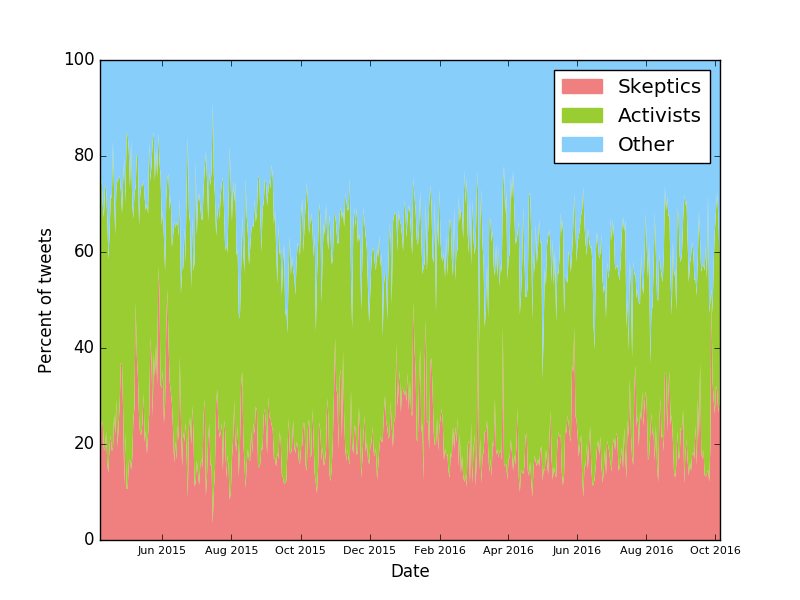 100
80
60
40
20
0
Percent of tweets
Skeptics
Activists
Other
Jun 2015 Aug 2015 Oct 2015 Dec 2015 Feb 2016 Apr 2016 Jun 2016 Aug 2016 Oct 2016
Date